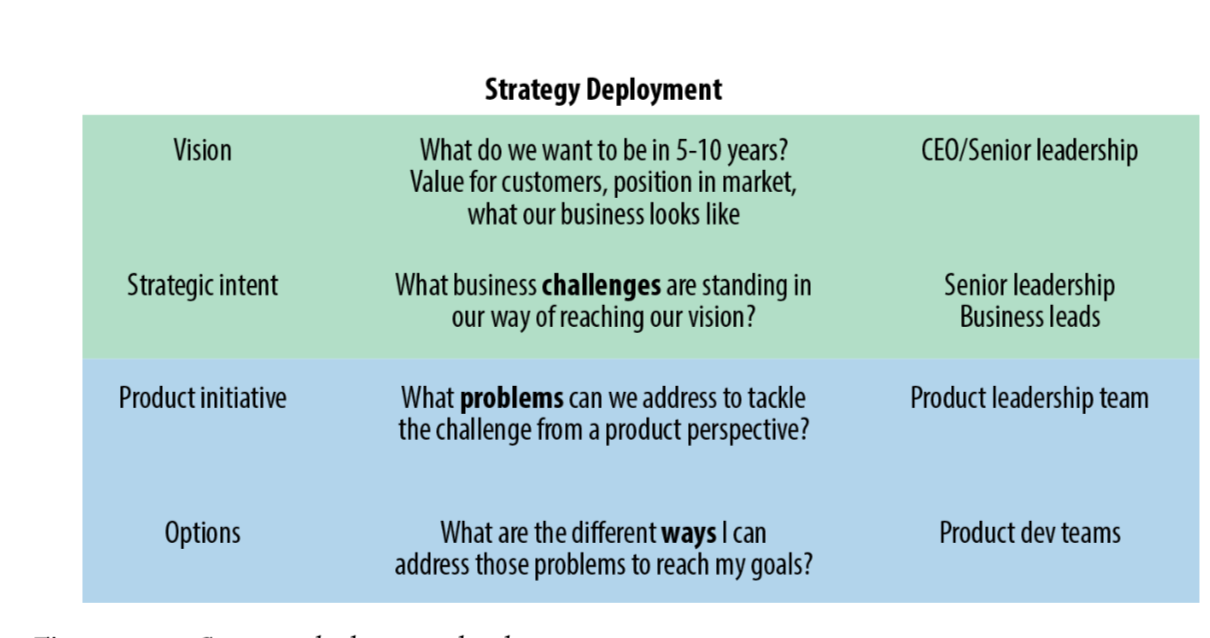 Strategy Deployment
Vision
What do we want to be in 5-10 years?
Value for customers, position in market,
what our business looks like
CEO/Senior leadership
Strategic intent
What business challenges are standing in
our way of reaching our vision?
Senior leadership
Business leads
Product initiative
What problems can we address to tackle
the challenge from a product perspective?
Product leadership team
Options
What are the different ways I can
address those problems to reach my goals?
Product dev teams